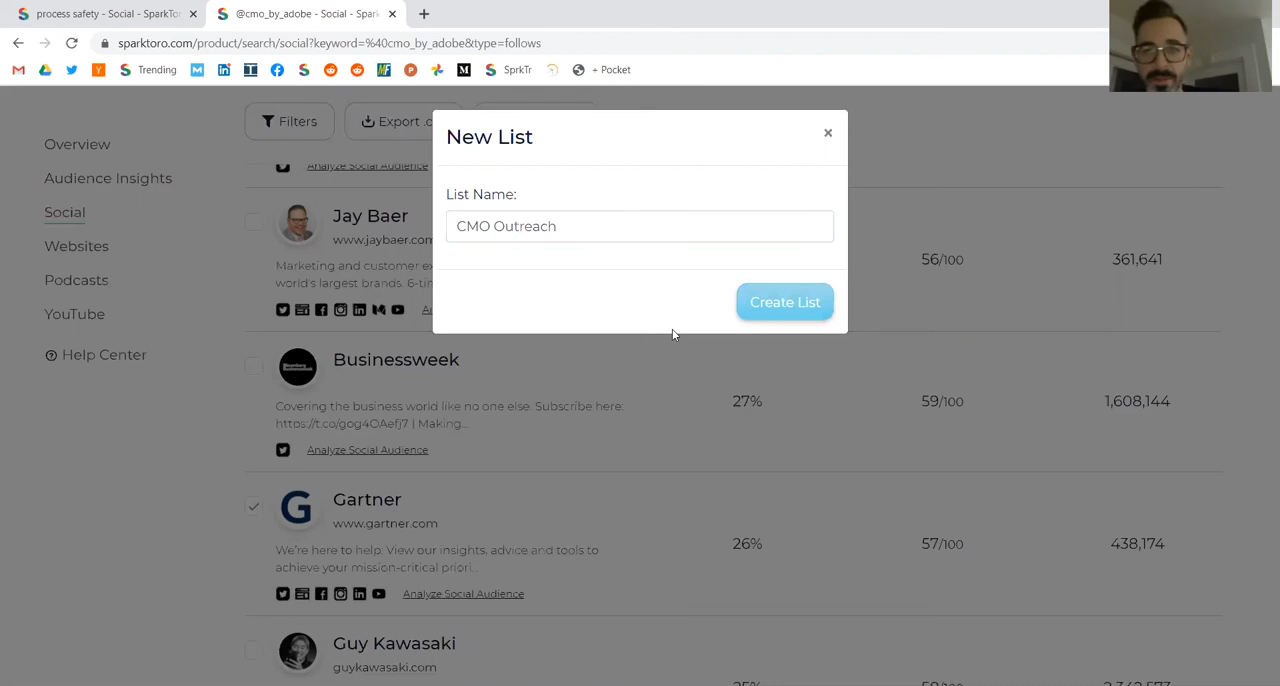 process safety - Social - SparkTo
@cmo_by_adobe - Social - Spark
sparktoro.com/product/search/social?keyword=%40cmo_by_adobe&type=follows
Trending
SprkTr
+ Pocket
Overview
Audience Insights
Social
Websites
Podcasts
YouTube
Help Center
Filters
Export .c
New List
×
List Name:
CMO Outreach
Create List
Analyze Social Audience
Jay Baer
www.jaybaer.com
Marketing and customer ex
world's largest brands. 6-tim
56/100
361,641
Businessweek
Covering the business world like no one else. Subscribe here:
https://t.co/gog4OAefj7 | Making...
Analyze Social Audience
27%
59/100
1,608,144
Gartner
www.gartner.com
We're here to help: View our insights, advice and tools to
achieve your mission-critical priori...
Analyze Social Audience
26%
57/100
438,174
Guy Kawasaki
guykawasaki.com